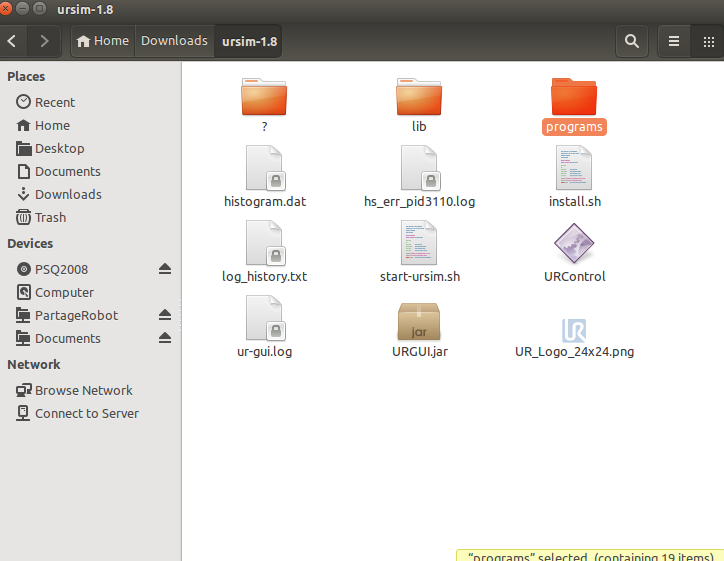 ursim-1.8
Home Downloads ursim-1.8
Places
Recent
Home
Desktop
Documents
Downloads
Trash
Devices
PSQ2008
Computer
PartageRobot
Documents
Network
Browse Network
Connect to Server
? lib programs
histogram.dat hs_err_pid3110.log install.sh
log_history.txt start-ursim.sh URControl
jar
UR
ur-gui.log URGUI.jar UR_Logo_24x24.png
“programs” selected (containing 19 items)